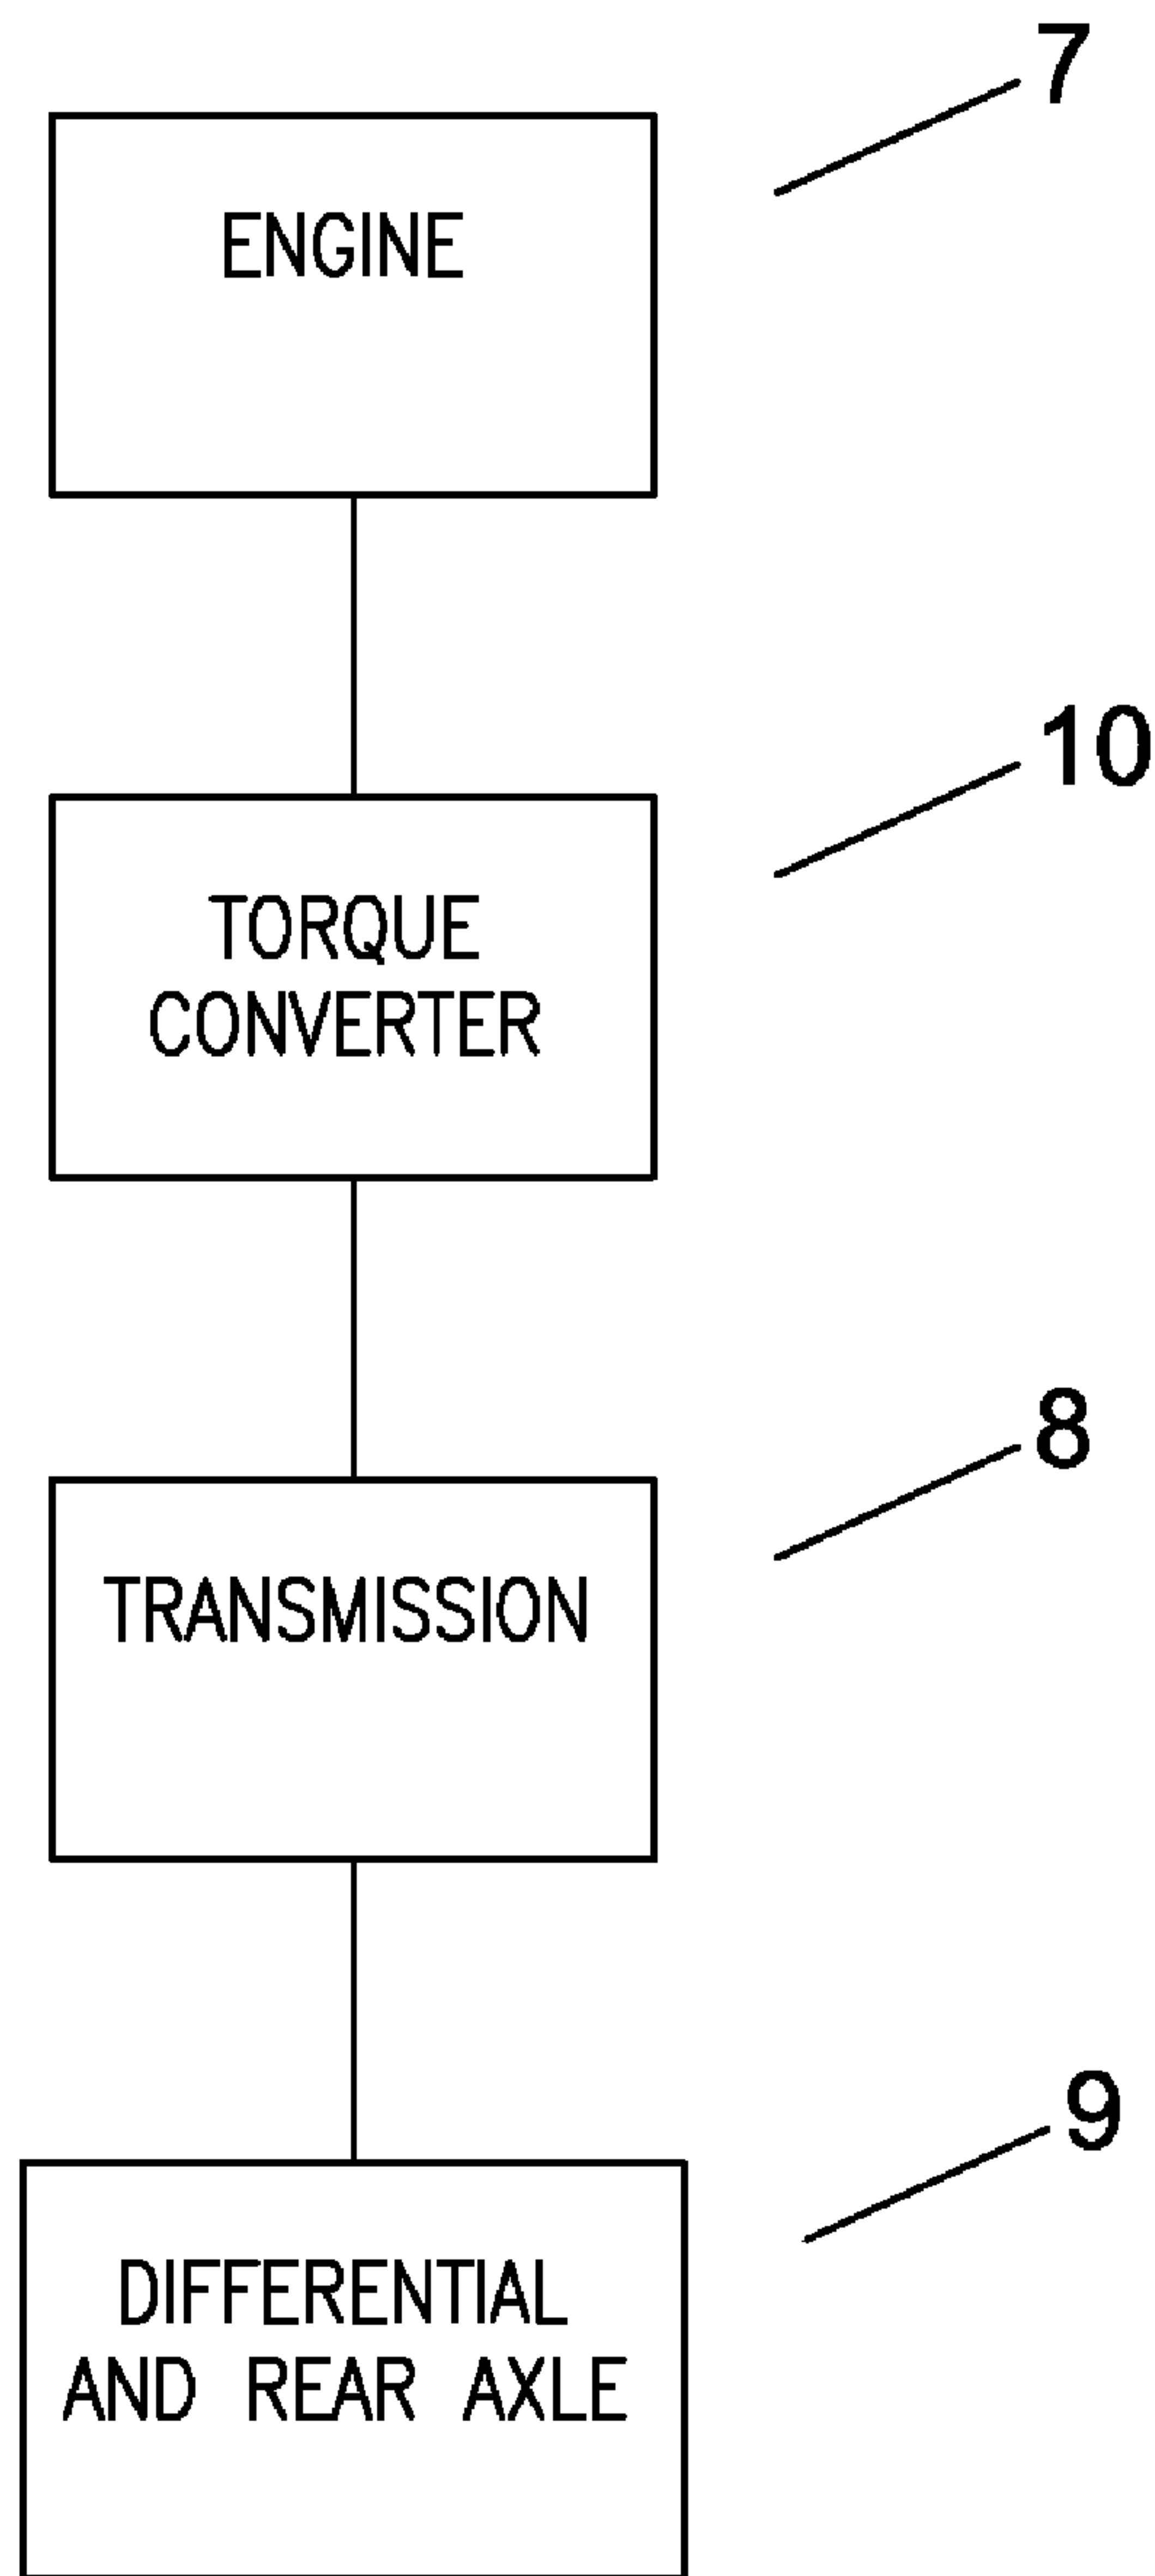 7
ENGINE
10
TORQUE
CONVERTER
8
TRANSMISSION
9
DIFFERENTIAL
AND REAR AXLE